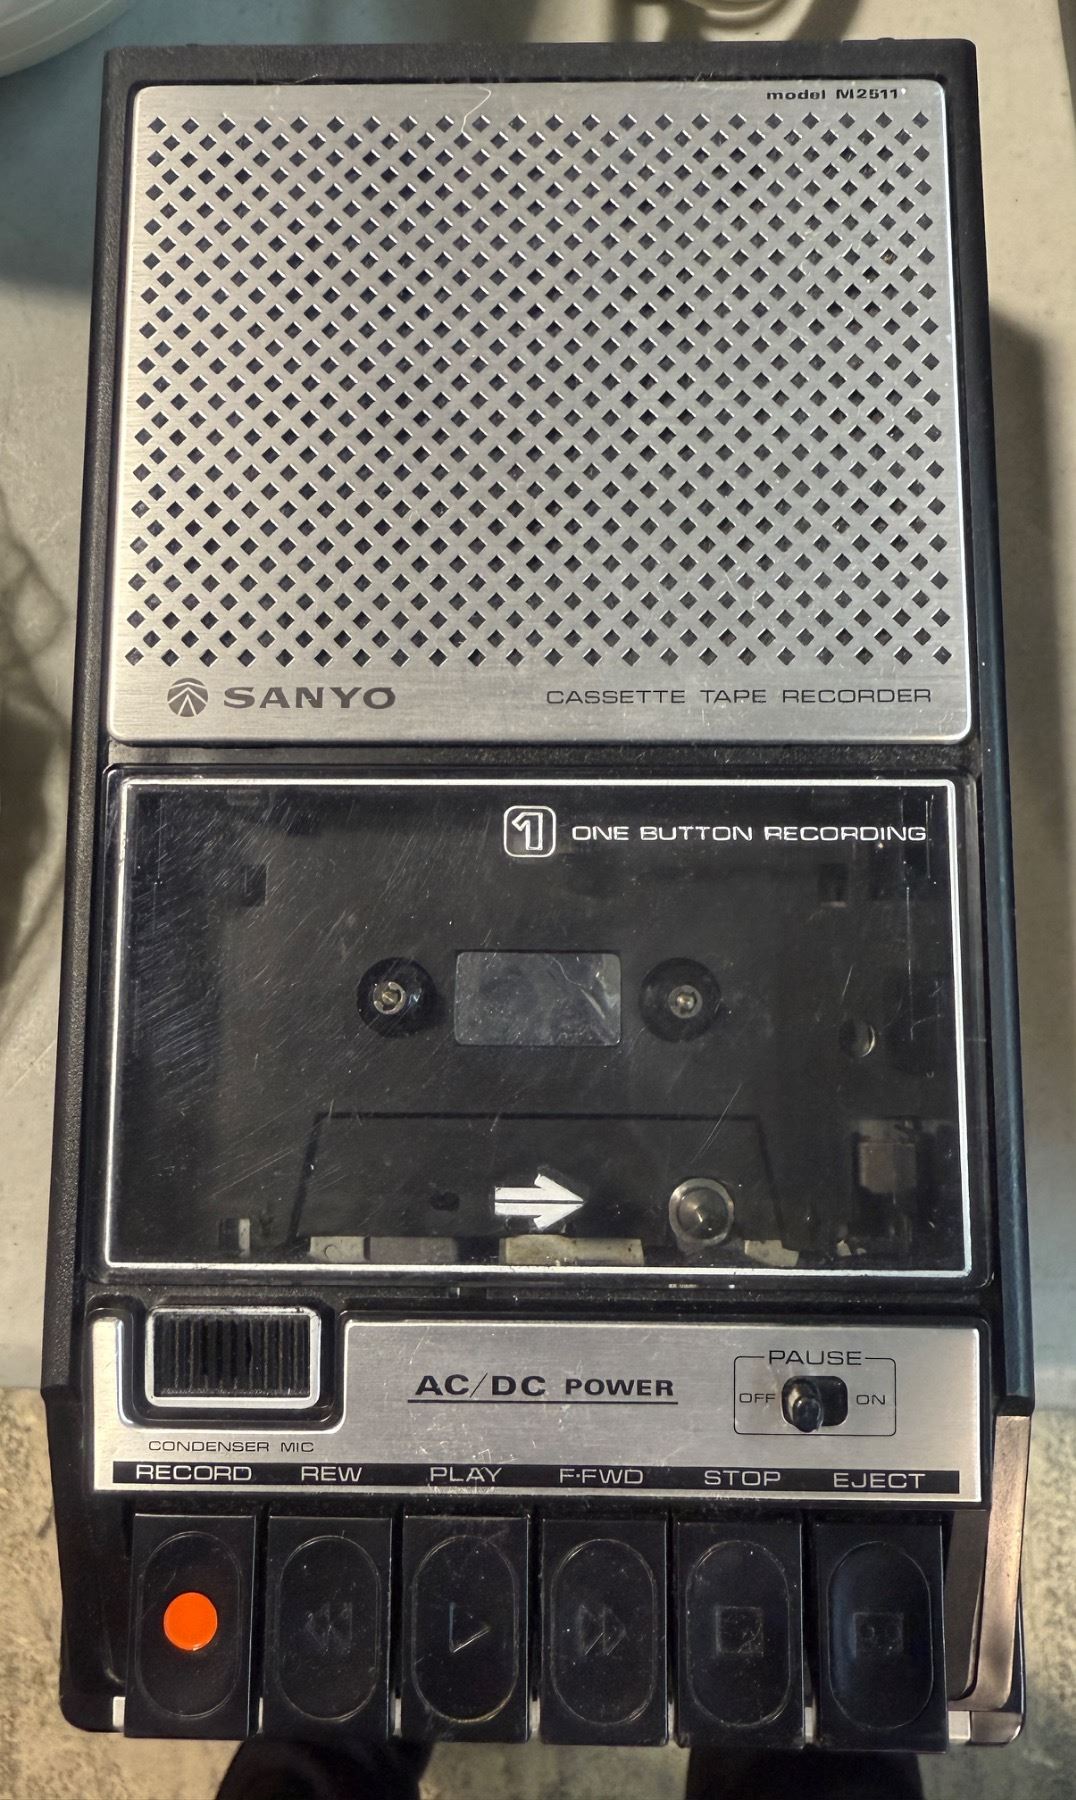 model M2511
SANYO CASSETTE TAPE RECORDER
1 ONE BUTTON RECORDING
AC/DC POWER
PAUSE
OFF ON
CONDENSER MIC
RECORD REW PLAY F·FWD STOP EJECT